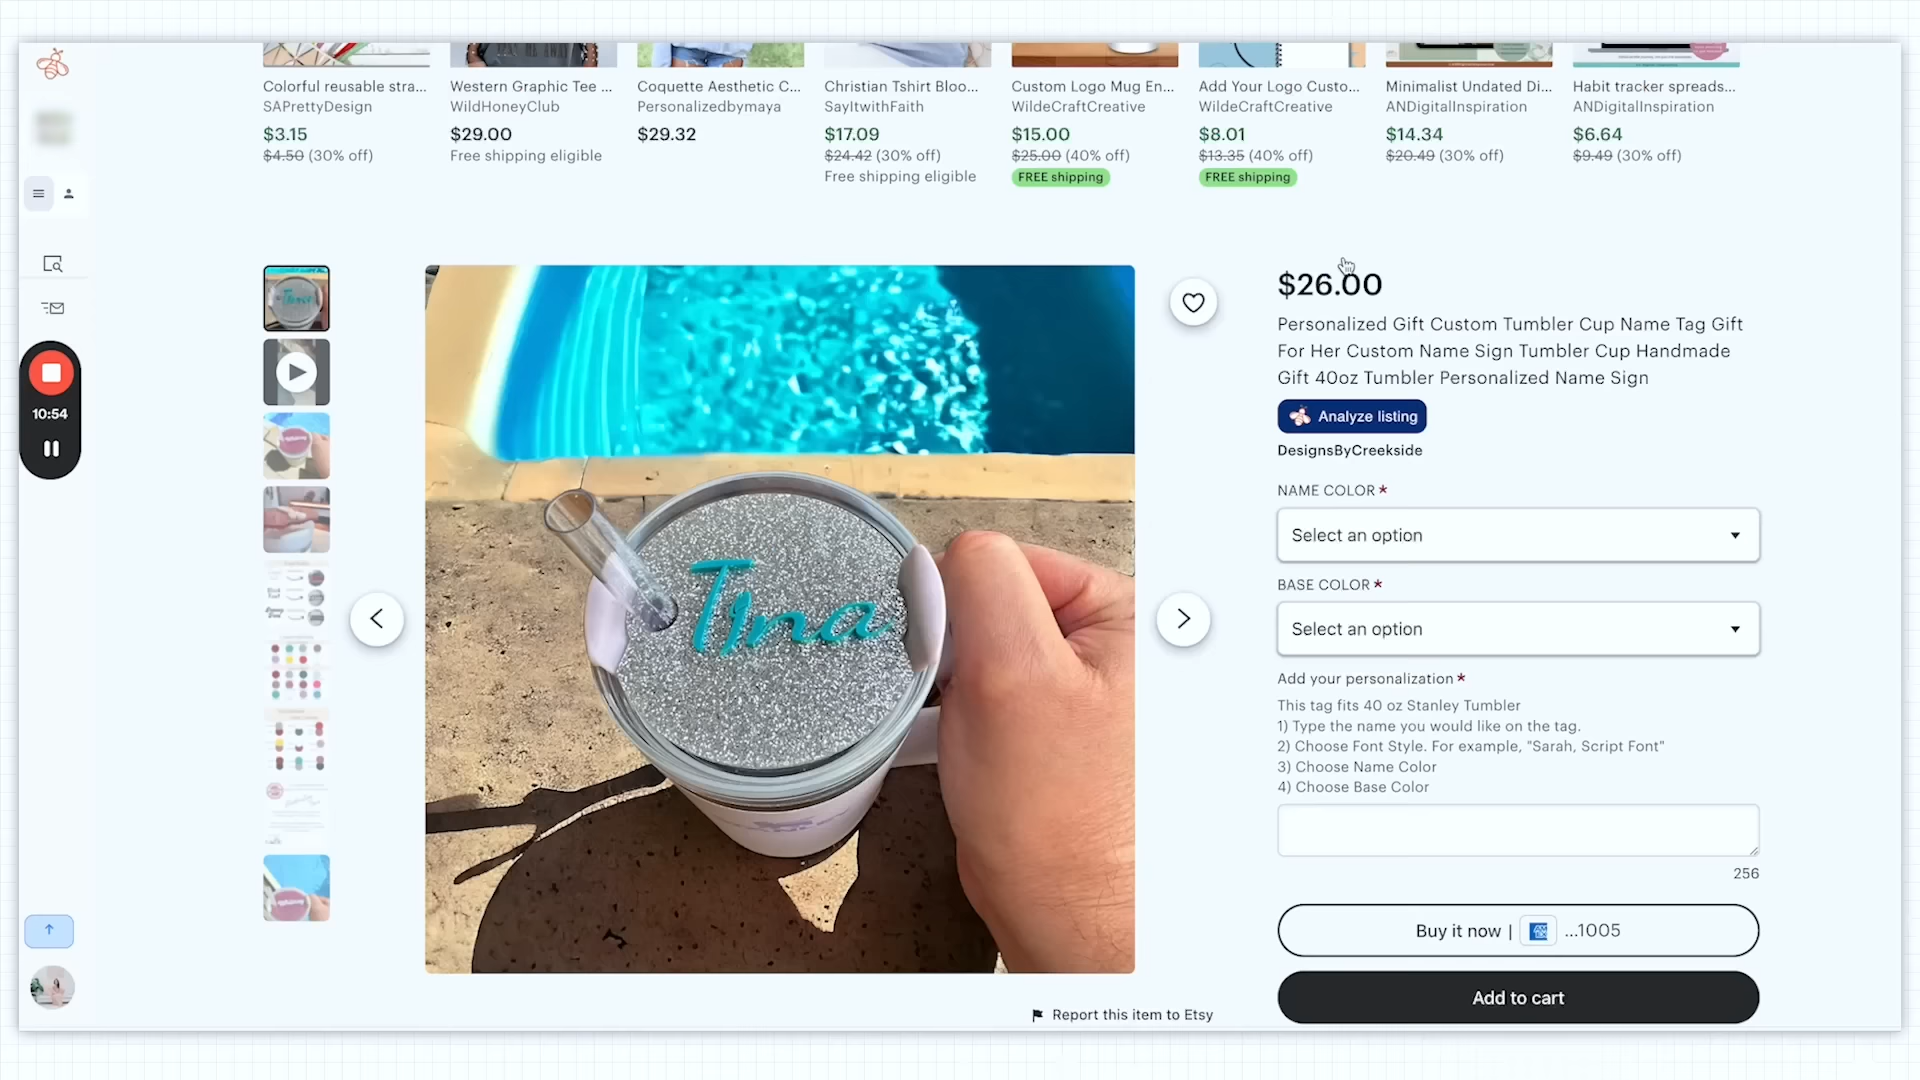 Colorful reusable stra...
SAPrettyDesign
$3.15
$4.50 (30% off)
Western Graphic Tee ...
WildHoneyClub
$29.00
Free shipping eligible
Coquette Aesthetic C...
Personalizedbymaya
$29.32
Christian Tshirt Bloo...
SayItwithFaith
$17.09
$24.42 (30% off)
Free shipping eligible
Custom Logo Mug En...
WildeCraftCreative
$15.00
$25.00 (40% off)
FREE shipping
Add Your Logo Custo...
WildeCraftCreative
$8.01
$13.35 (40% off)
FREE shipping
Minimalist Undated Di...
ANDigitalInspiration
$14.34
$20.49 (30% off)
Habit tracker spreads...
ANDigitalInspiration
$6.64
$9.49 (30% off)
10:54
Tina
$26.00
Personalized Gift Custom Tumbler Cup Name Tag Gift
For Her Custom Name Sign Tumbler Cup Handmade
Gift 40oz Tumbler Personalized Name Sign
Analyze listing
DesignsByCreekside
NAME COLOR *
Select an option
BASE COLOR *
Select an option
Add your personalization *
This tag fits 40 oz Stanley Tumbler
1) Type the name you would like on the tag.
2) Choose Font Style. For example, "Sarah, Script Font"
3) Choose Name Color
4) Choose Base Color
256
Buy it now | ...1005
Add to cart
Report this item to Etsy